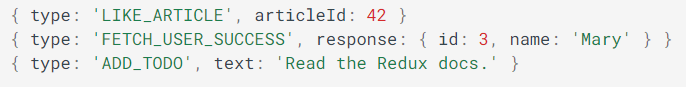 { type: 'LIKE_ARTICLE', articleId: 42 }
{ type: 'FETCH_USER_SUCCESS', response: { id: 3, name: 'Mary' } }
{ type: 'ADD_TODO', text: 'Read the Redux docs.' }